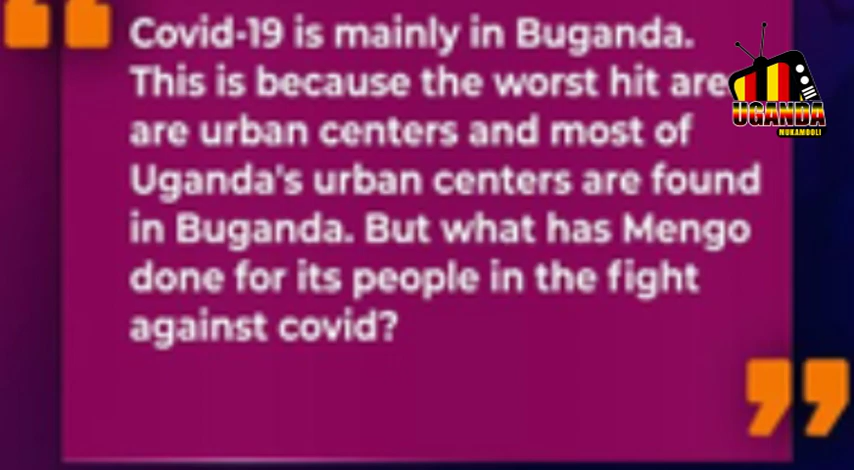 Covid-19 is mainly in Buganda.
This is because the worst hit are
are urban centers and most of
Uganda's urban centers are found
in Buganda. But what has Mengo
done for its people in the fight
against covid?
UGANDA
MUKAMOOLI